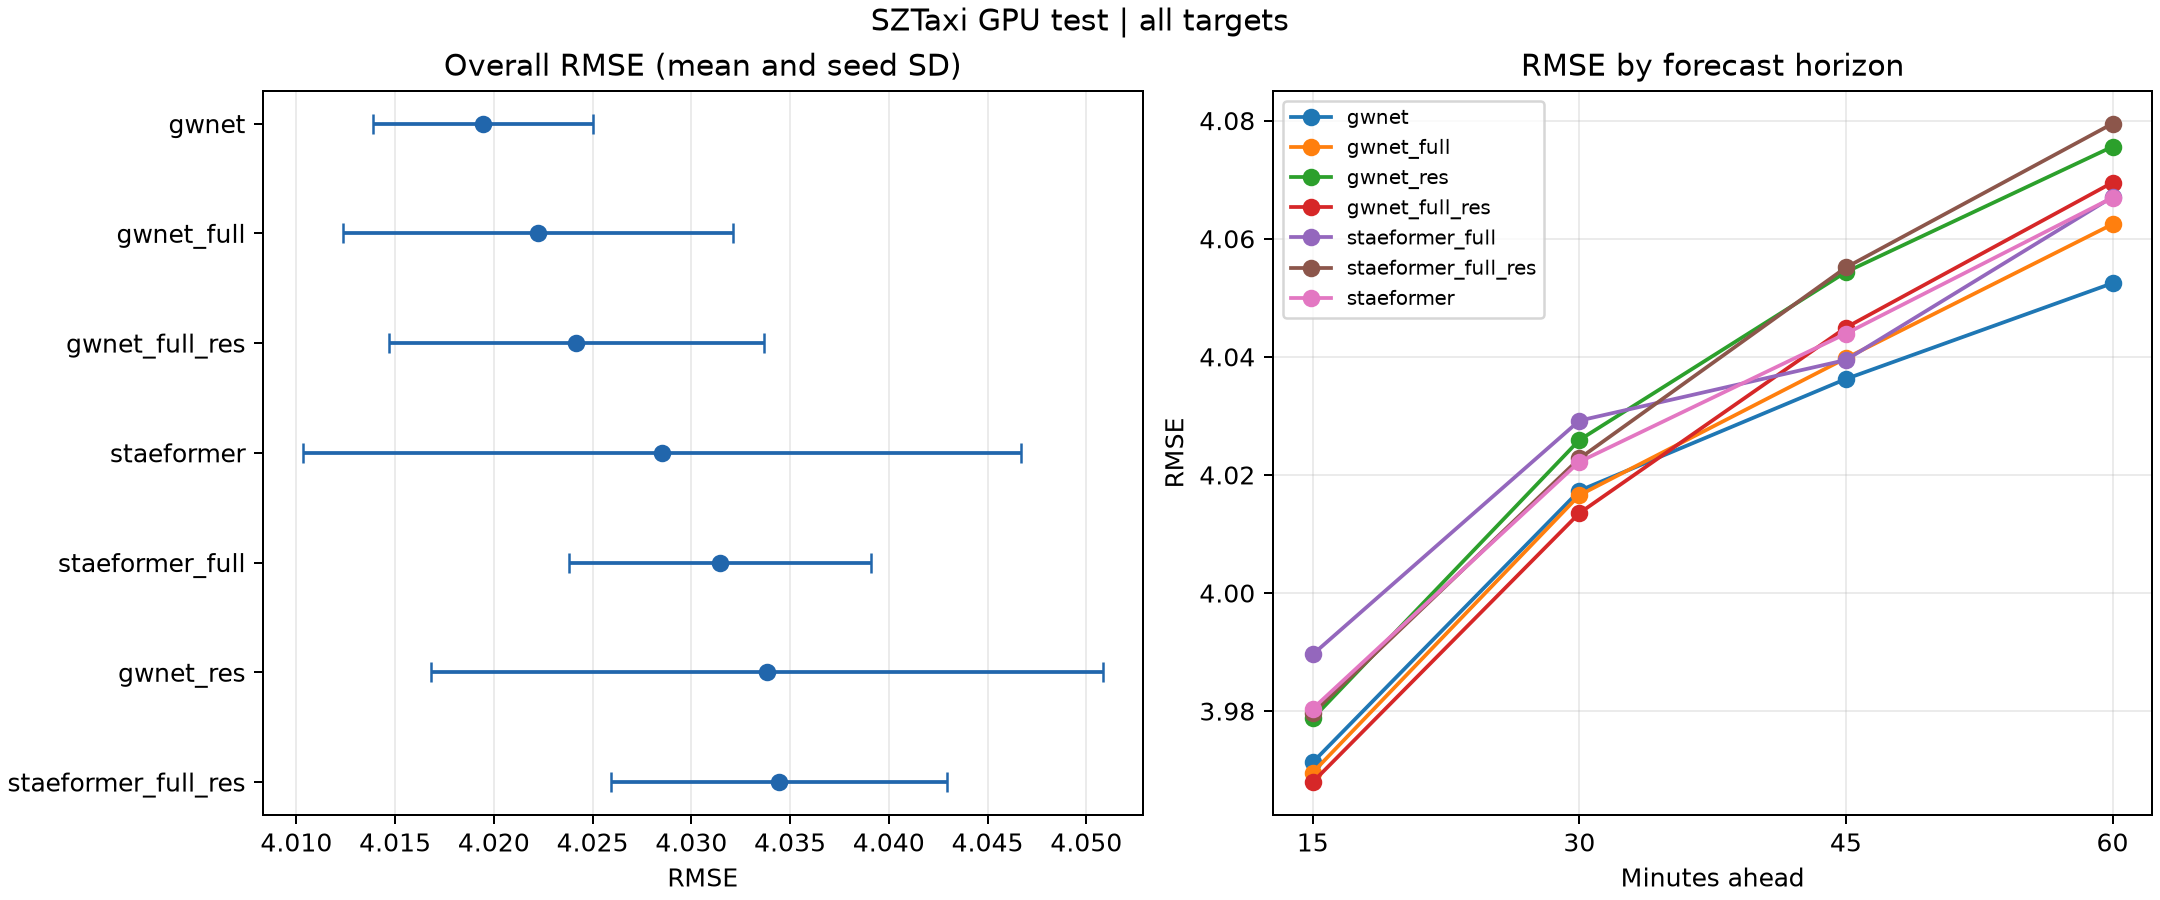 SZTaxi GPU test | all targets
Overall RMSE (mean and seed SD)
gwnet
gwnet_full
gwnet_full_res
staeformer
staeformer_full
gwnet_res
staeformer_full_res
4.010 4.015 4.020 4.025 4.030 4.035 4.040 4.045 4.050
RMSE
RMSE by forecast horizon
gwnet
gwnet_full
gwnet_res
gwnet_full_res
staeformer_full
staeformer_full_res
staeformer
4.08
4.06
4.04
4.02
4.00
3.98
RMSE
15 30 45 60
Minutes ahead